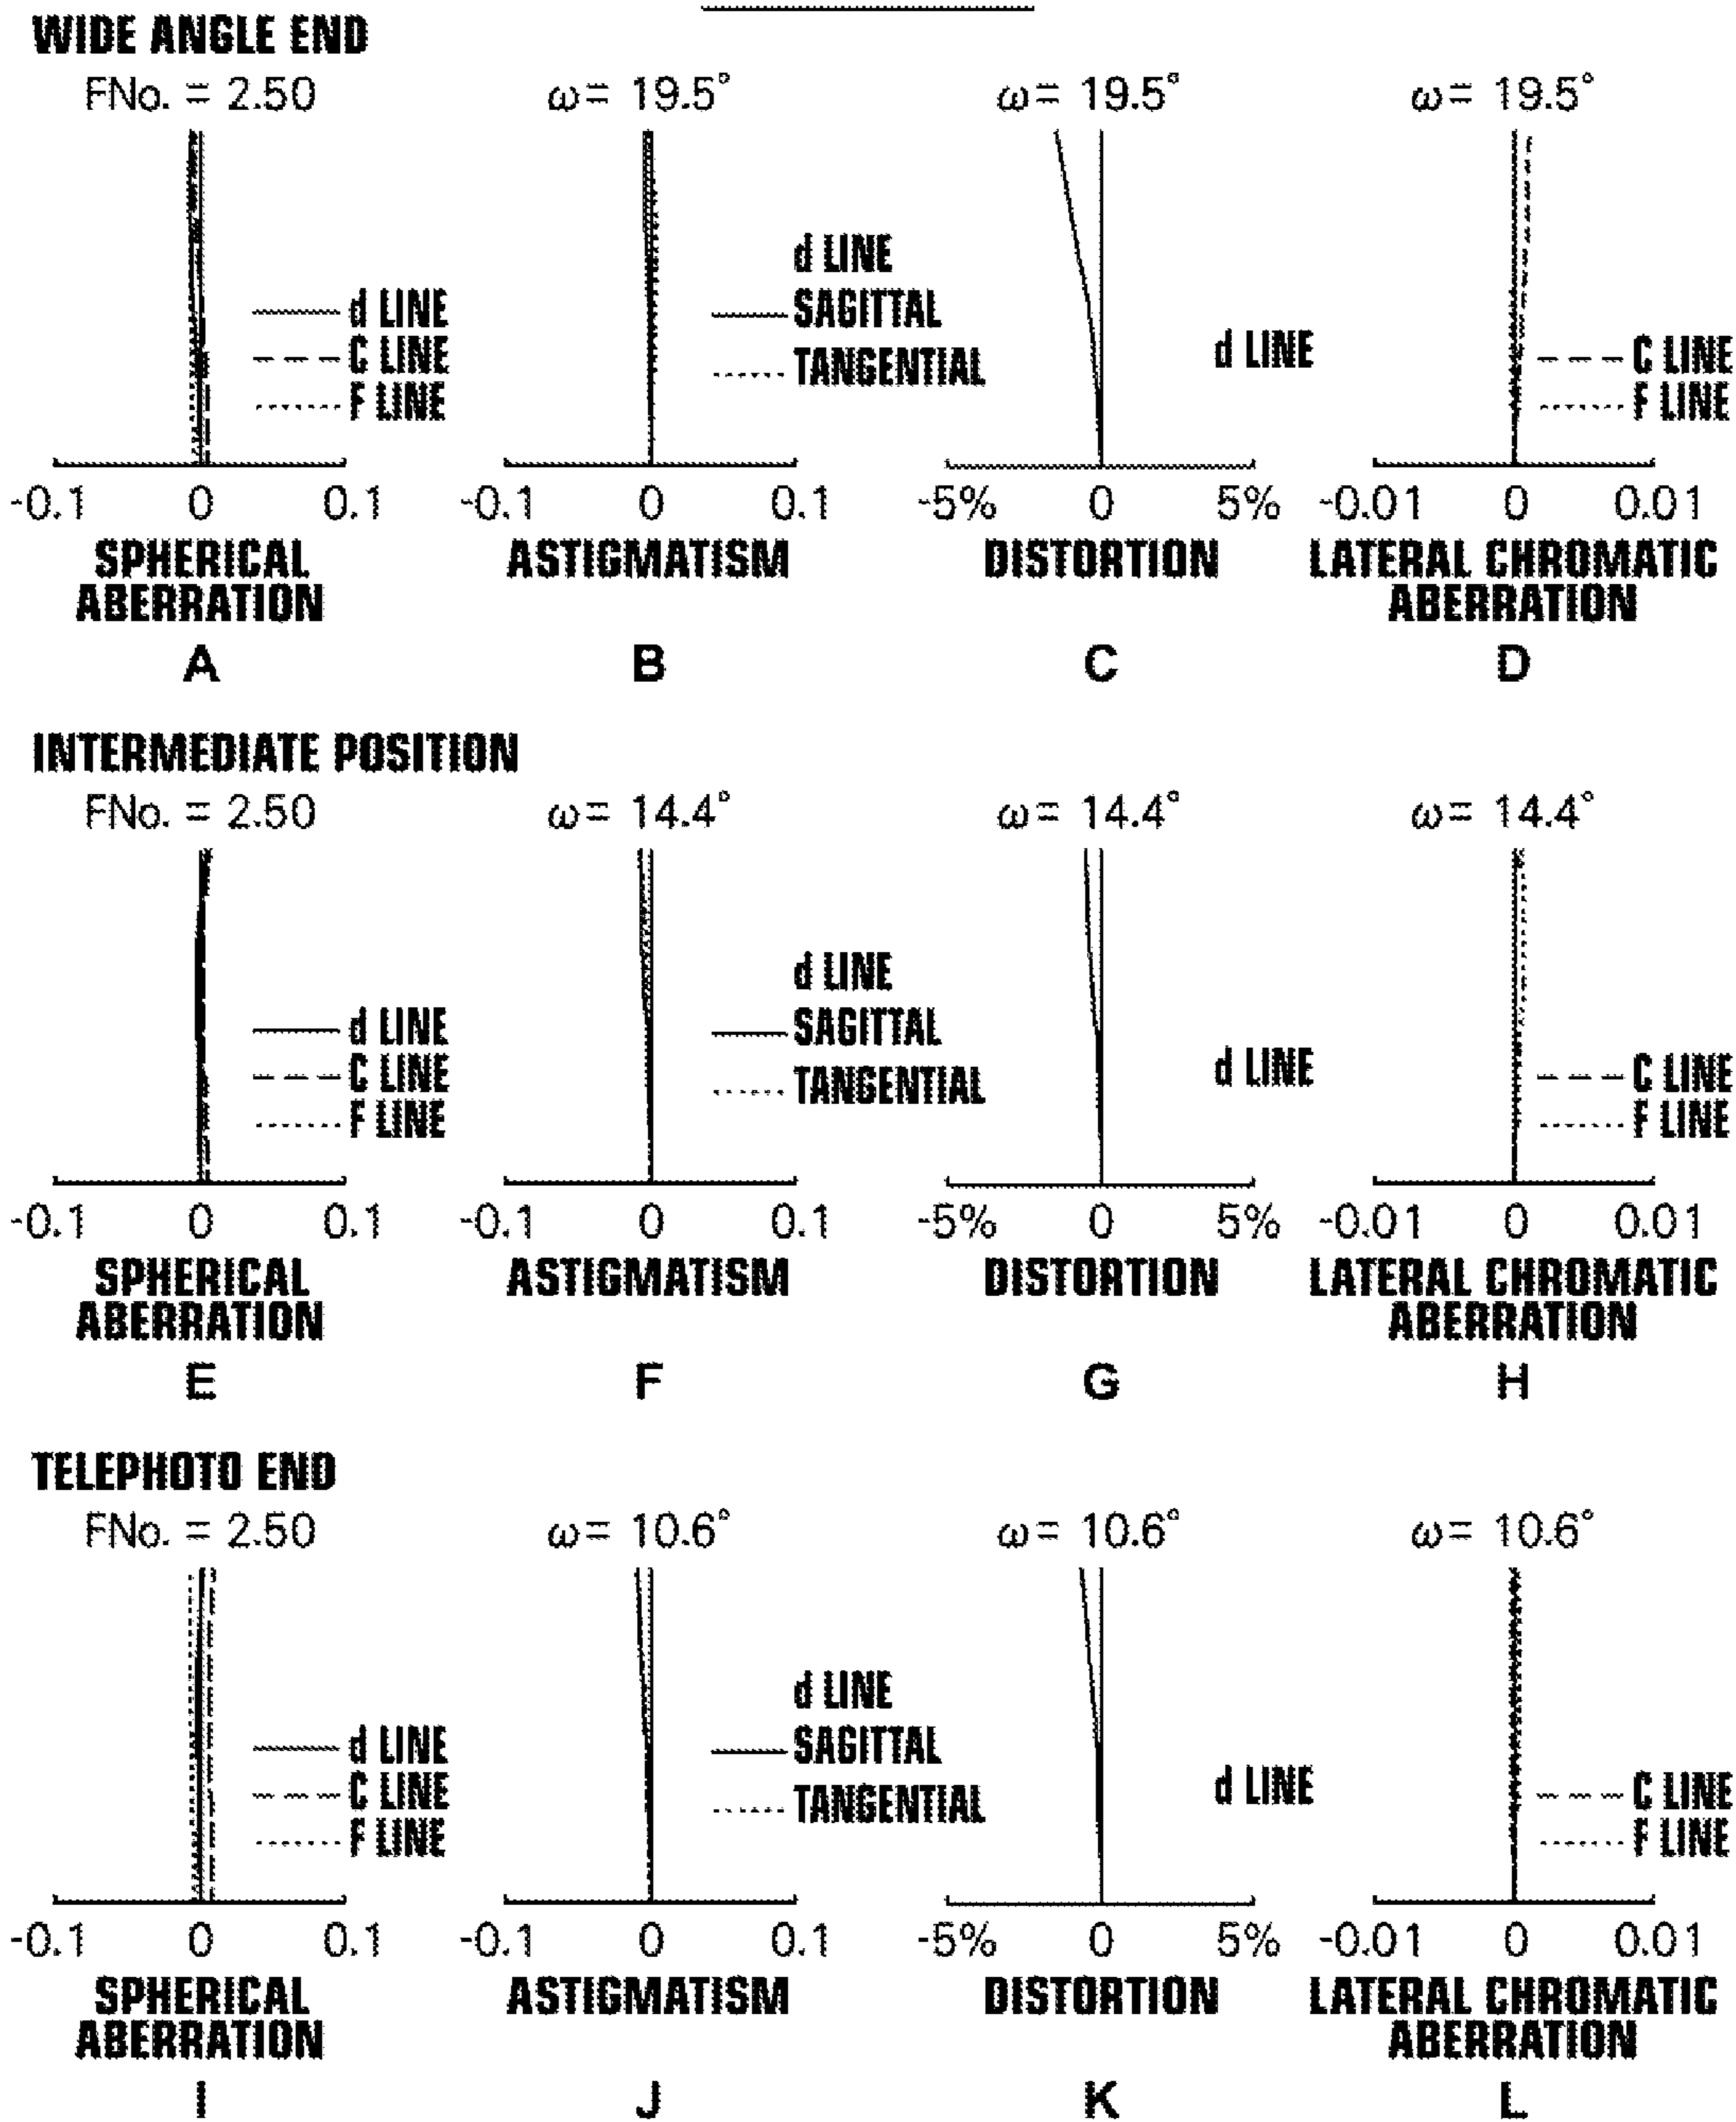 WIDE ANGLE END
FNo. = 2.50
ω= 19.5°
ω= 19.5°
ω= 19.5°
d LINE
C LINE
F LINE
d LINE
SAGITTAL
TANGENTIAL
d LINE
C LINE
F LINE
-0.1 0 0.1
-0.1 0 0.1
-5% 0 5%
-0.01 0 0.01
SPHERICAL
ABERRATION
ASTIGMATISM
DISTORTION
LATERAL CHROMATIC
ABERRATION
A
B
C
D
INTERMEDIATE POSITION
FNo. = 2.50
ω= 14.4°
ω= 14.4°
ω= 14.4°
d LINE
C LINE
F LINE
d LINE
SAGITTAL
TANGENTIAL
d LINE
C LINE
F LINE
-0.1 0 0.1
-0.1 0 0.1
-5% 0 5%
-0.01 0 0.01
SPHERICAL
ABERRATION
ASTIGMATISM
DISTORTION
LATERAL CHROMATIC
ABERRATION
E
F
G
H
TELEPHOTO END
FNo. = 2.50
ω= 10.6°
ω= 10.6°
ω= 10.6°
d LINE
C LINE
F LINE
d LINE
SAGITTAL
TANGENTIAL
d LINE
C LINE
F LINE
-0.1 0 0.1
-0.1 0 0.1
-5% 0 5%
-0.01 0 0.01
SPHERICAL
ABERRATION
ASTIGMATISM
DISTORTION
LATERAL CHROMATIC
ABERRATION
I
J
K
L